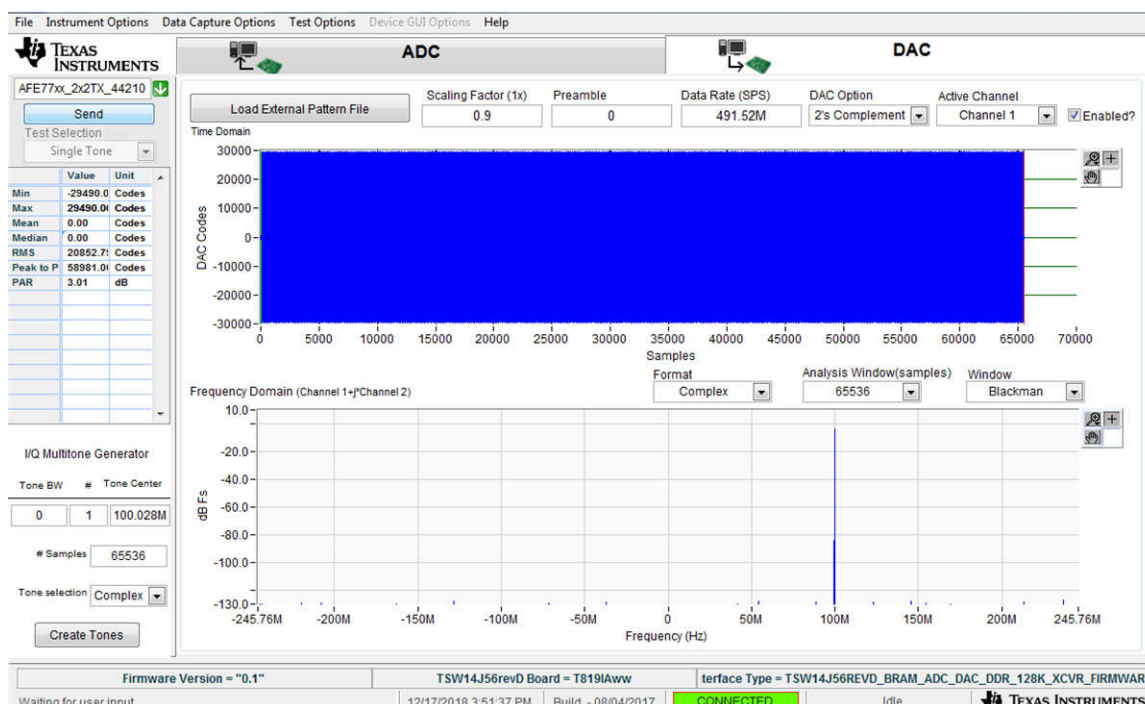 File Instrument Options Data Capture Options Test Options Device GUI Options Help
TEXAS INSTRUMENTS
ADC
DAC
AFE77xx_2x2TX_44210
Send
Test Selection
Single Tone
Value Unit
Min -29490.0 Codes
Max 29490.0 Codes
Mean 0.00 Codes
Median 0.00 Codes
RMS 20852.7 Codes
Peak to P 58981.0 Codes
PAR 3.01 dB
I/Q Multitone Generator
Tone BW # Tone Center
0 1 100.028M
# Samples 65536
Tone selection Complex
Create Tones
Load External Pattern File
Scaling Factor (1x) Preamble Data Rate (SPS) DAC Option Active Channel
0.9 0 491.52M 2's Complement Channel 1 Enabled?
Time Domain
30000
20000
10000
0
-10000
-20000
-30000
DAC Codes
0 5000 10000 15000 20000 25000 30000 35000 40000 45000 50000 55000 60000 65000 70000
Samples
Format Analysis Window(samples) Window
Complex 65536 Blackman
Frequency Domain (Channel 1+j*Channel 2)
10.0
-20.0
-40.0
-60.0
-80.0
-100.0
-130.0
dB Fs
-245.76M -200M -150M -100M -50M 0 50M 100M 150M 200M 245.76M
Frequency (Hz)
Firmware Version = "0.1" TSW14J56revD Board = T819IAww terface Type = TSW14J56REVD_BRAM_ADC_DAC_DDR_128K_XCVR_FIRMWAR
Waiting for user input 12/17/2018 3:51:37 PM Build - 08/04/2017 CONNECTED Idle TEXAS INSTRUMENTS